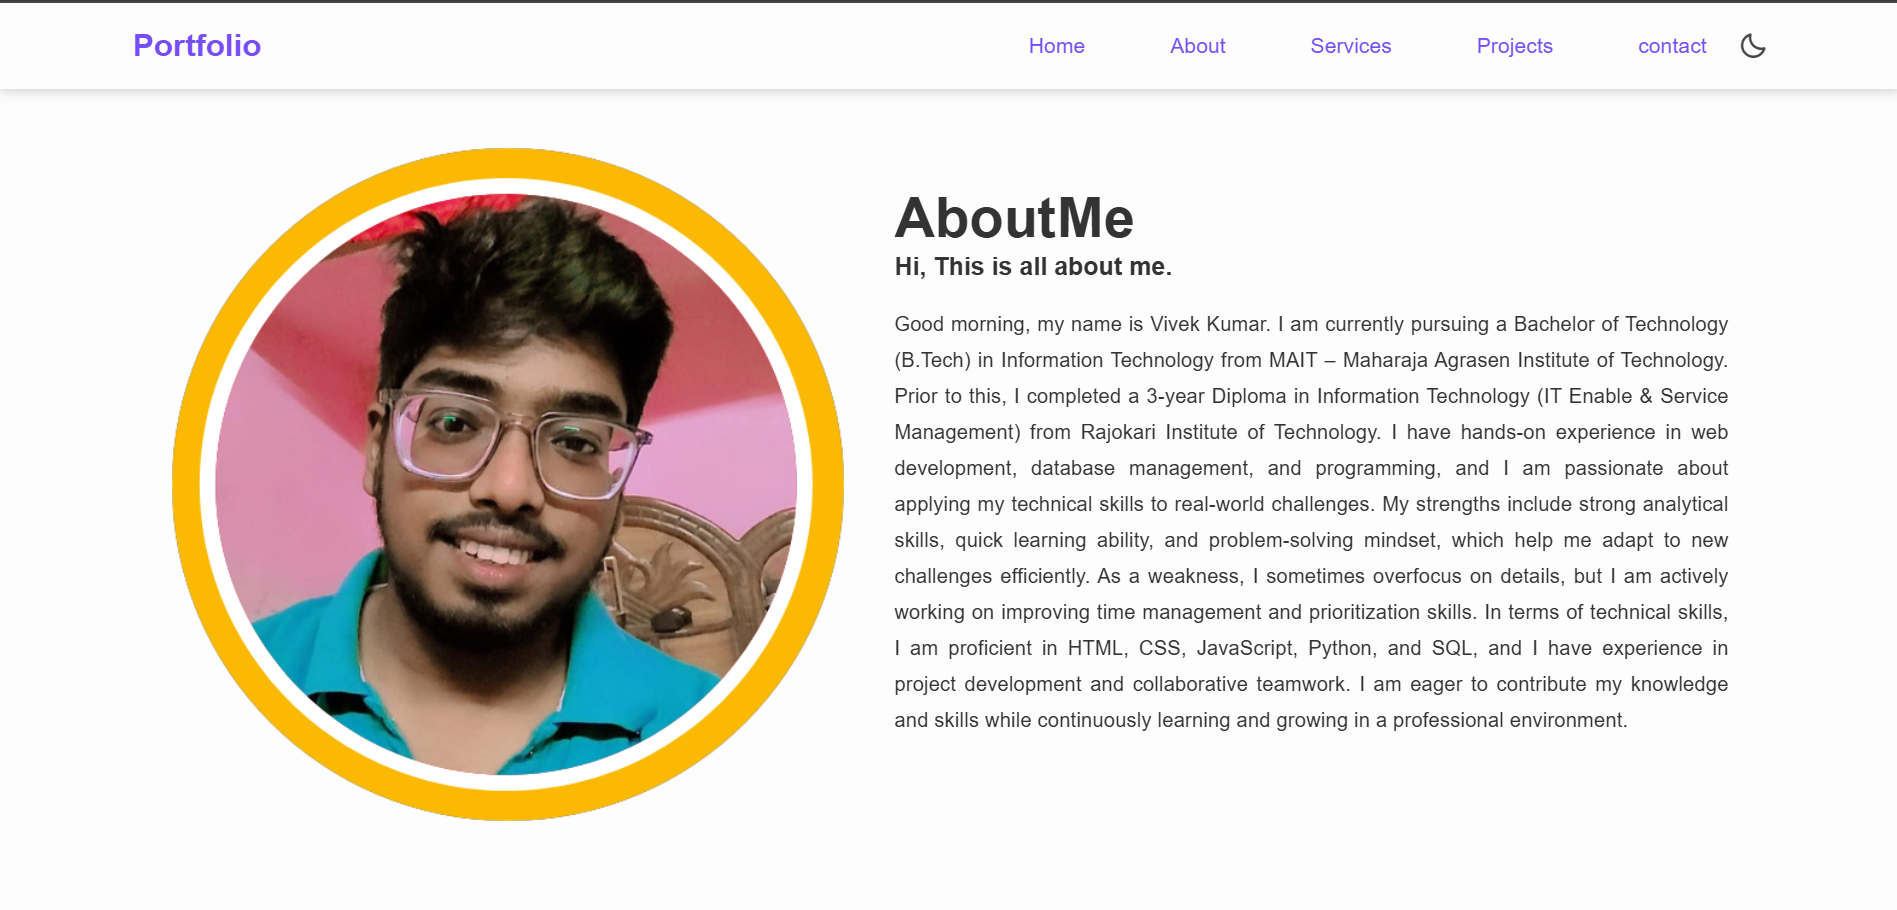 Portfolio
Home
About
Services
Projects
contact
AboutMe
Hi, This is all about me.
Good morning, my name is Vivek Kumar. I am currently pursuing a Bachelor of Technology
(B.Tech) in Information Technology from MAIT – Maharaja Agrasen Institute of Technology.
Prior to this, I completed a 3-year Diploma in Information Technology (IT Enable & Service
Management) from Rajokari Institute of Technology. I have hands-on experience in web
development, database management, and programming, and I am passionate about
applying my technical skills to real-world challenges. My strengths include strong analytical
skills, quick learning ability, and problem-solving mindset, which help me adapt to new
challenges efficiently. As a weakness, I sometimes overfocus on details, but I am actively
working on improving time management and prioritization skills. In terms of technical skills,
I am proficient in HTML, CSS, JavaScript, Python, and SQL, and I have experience in
project development and collaborative teamwork. I am eager to contribute my knowledge
and skills while continuously learning and growing in a professional environment.